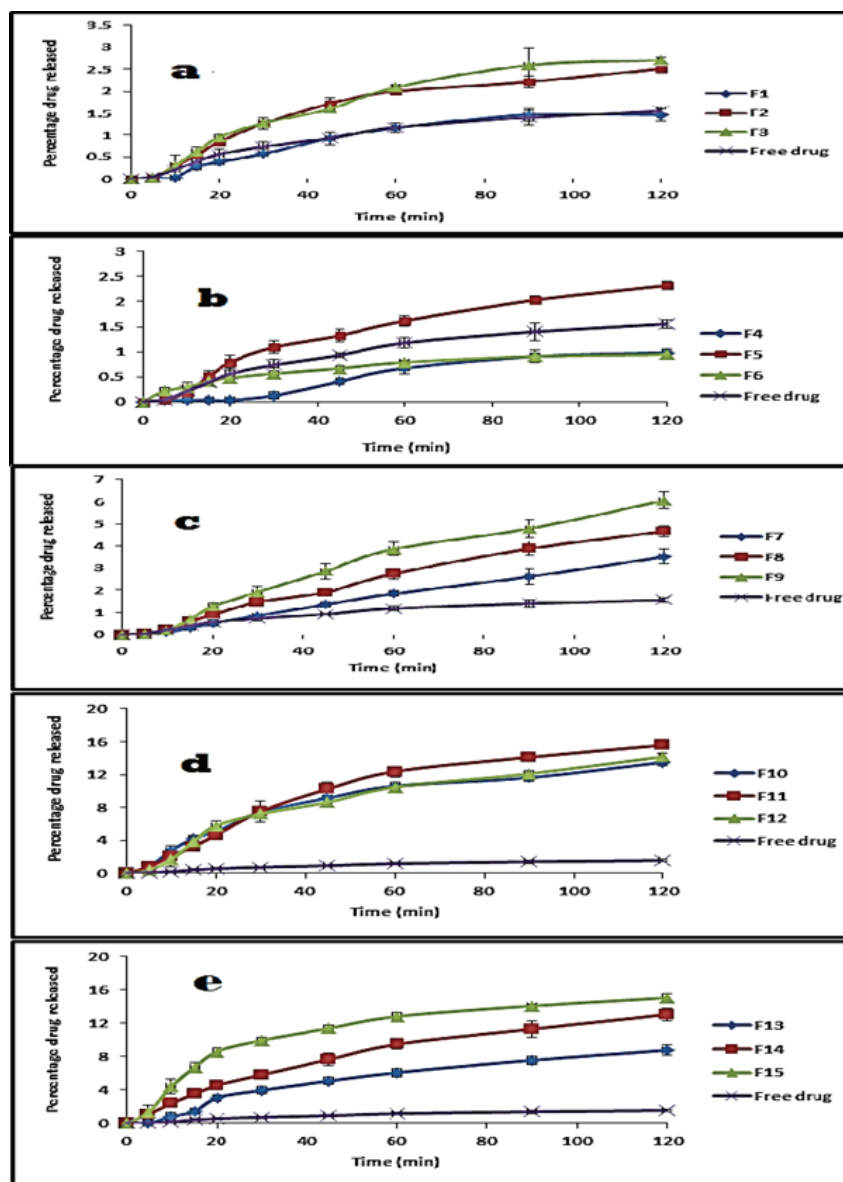 a
Percentage drug released
3.5
3
2.5
2
1.5
1
0.5
0
0 20 40 60 80 100 120
Time (min)
F1
F2
F3
Free drug
b
Percentage drug released
3
2.5
2
1.5
1
0.5
0
0 20 40 60 80 100 120
Time (min)
F4
F5
F6
Free drug
c
Percentage drug released
7
6
5
4
3
2
1
0
0 20 40 60 80 100 120
Time (min)
F7
F8
F9
Free drug
d
Percentage drug released
20
16
12
8
4
0
0 20 40 60 80 100 120
Time (min)
F10
F11
F12
Free drug
e
Percentage drug released
20
16
12
8
4
0
0 20 40 60 80 100 120
Time (min)
F13
F14
F15
Free drug